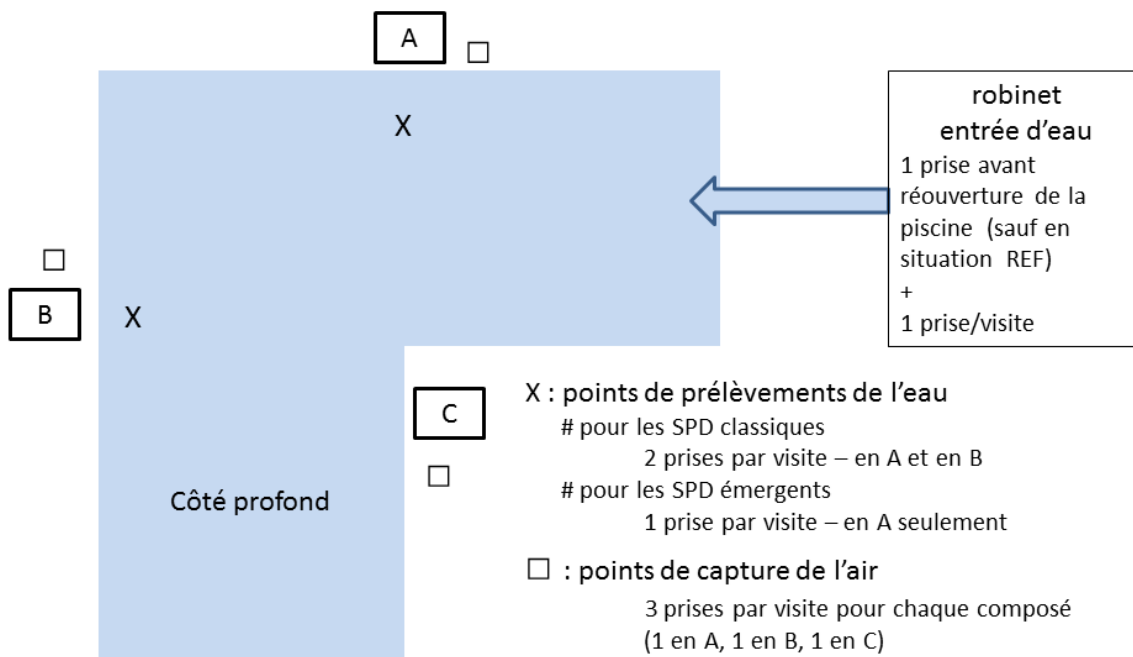 A
X
robinet
entrée d'eau
1 prise avant
réouverture de la
piscine (sauf en
situation REF)
+
1 prise/visite
B
X
C
X : points de prélèvements de l'eau
# pour les SPD classiques
2 prises par visite – en A et en B
# pour les SPD émergents
1 prise par visite – en A seulement
Côté profond
□ : points de capture de l'air
3 prises par visite pour chaque composé
(1 en A, 1 en B, 1 en C)